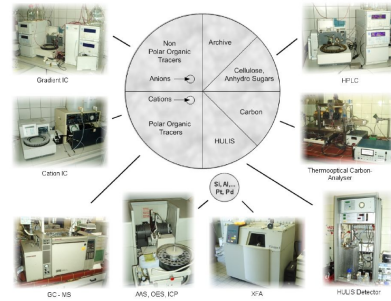 Non
Polar Organic
Tracers
Archive
Anions
Cellulose,
Anhydro Sugars
Cations
Polar Organic
Tracers
Carbon
HULIS
Gradient IC
HPLC
Cation IC
Thermooptical Carbon-
Analyser
Si, Al,...
Pt, Pd
GC - MS
AAS, OES, ICP
XFA
HULIS Detector